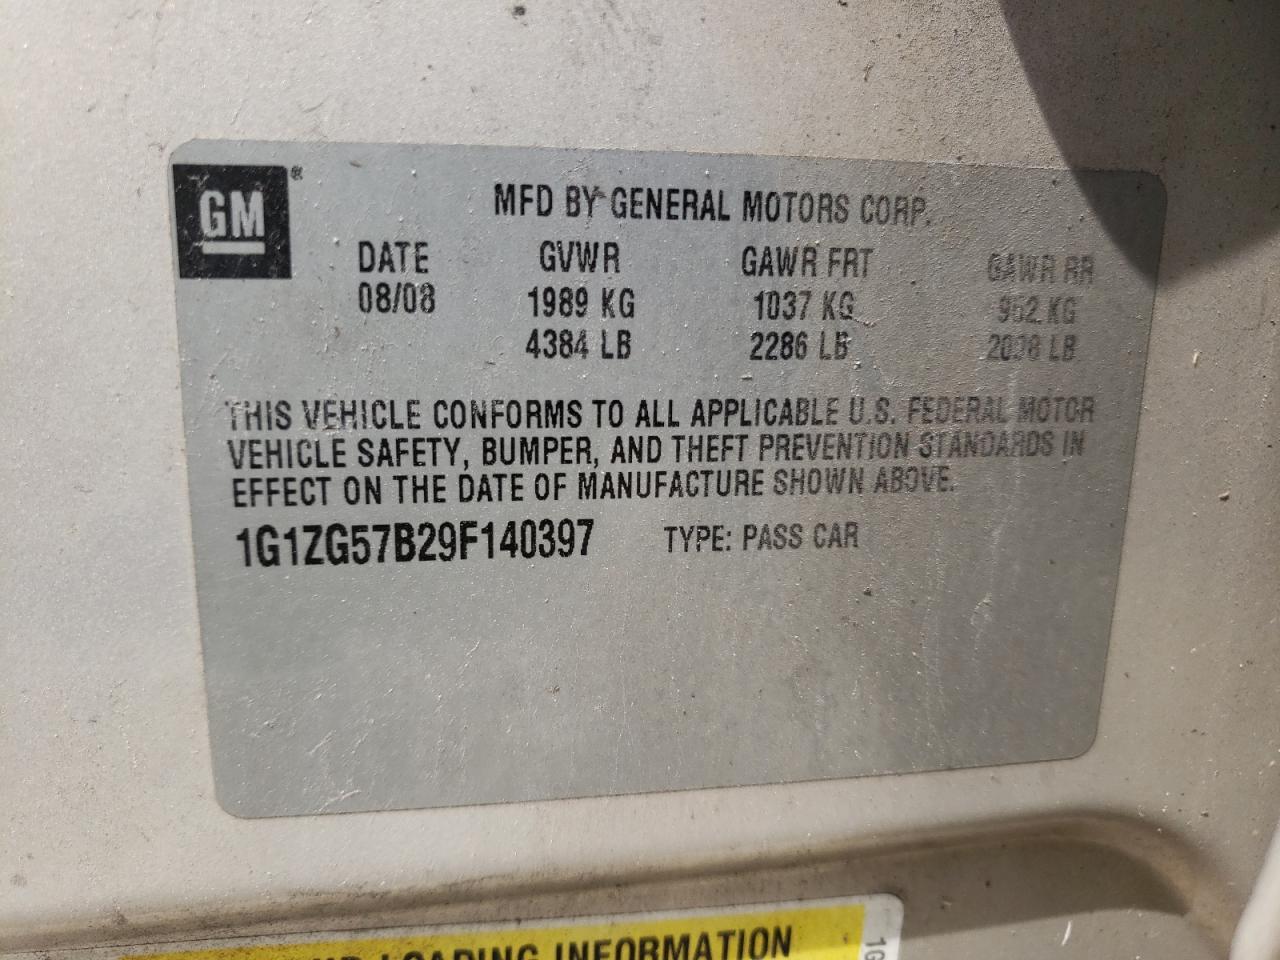 GM®
MFD BY GENERAL MOTORS CORP.
DATE GVWR GAWR FRT GAWR RR
08/08 1989 KG 1037 KG 952 KG
4384 LB 2286 LB 2098 LB
THIS VEHICLE CONFORMS TO ALL APPLICABLE U.S. FEDERAL MOTOR
VEHICLE SAFETY, BUMPER, AND THEFT PREVENTION STANDARDS IN
EFFECT ON THE DATE OF MANUFACTURE SHOWN ABOVE.
1G1ZG57B29F140397 TYPE: PASS CAR
LOADING INFORMATION
1G